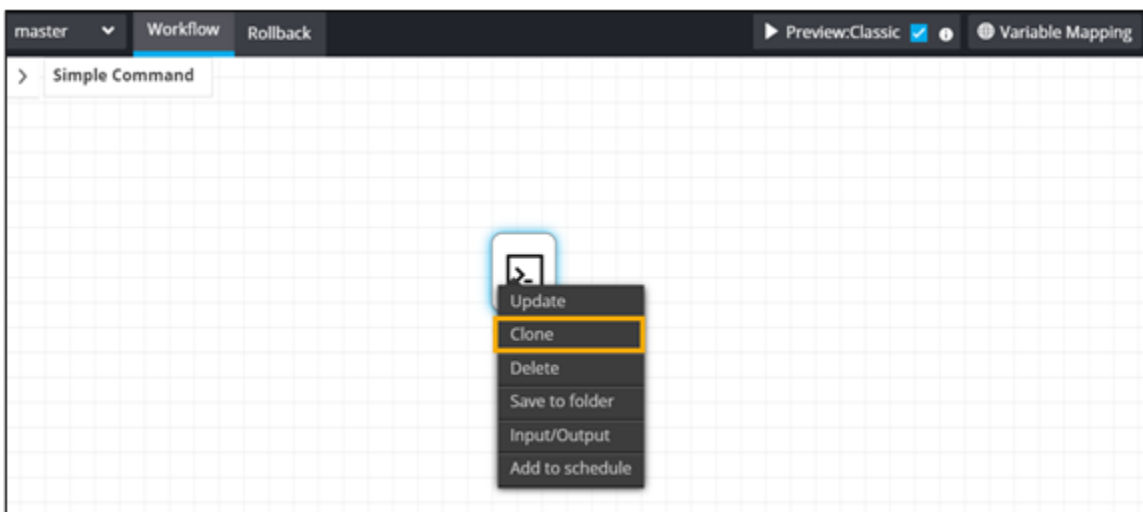 master Workflow Rollback Preview:Classic Variable Mapping
Simple Command
Update
Clone
Delete
Save to folder
Input/Output
Add to schedule